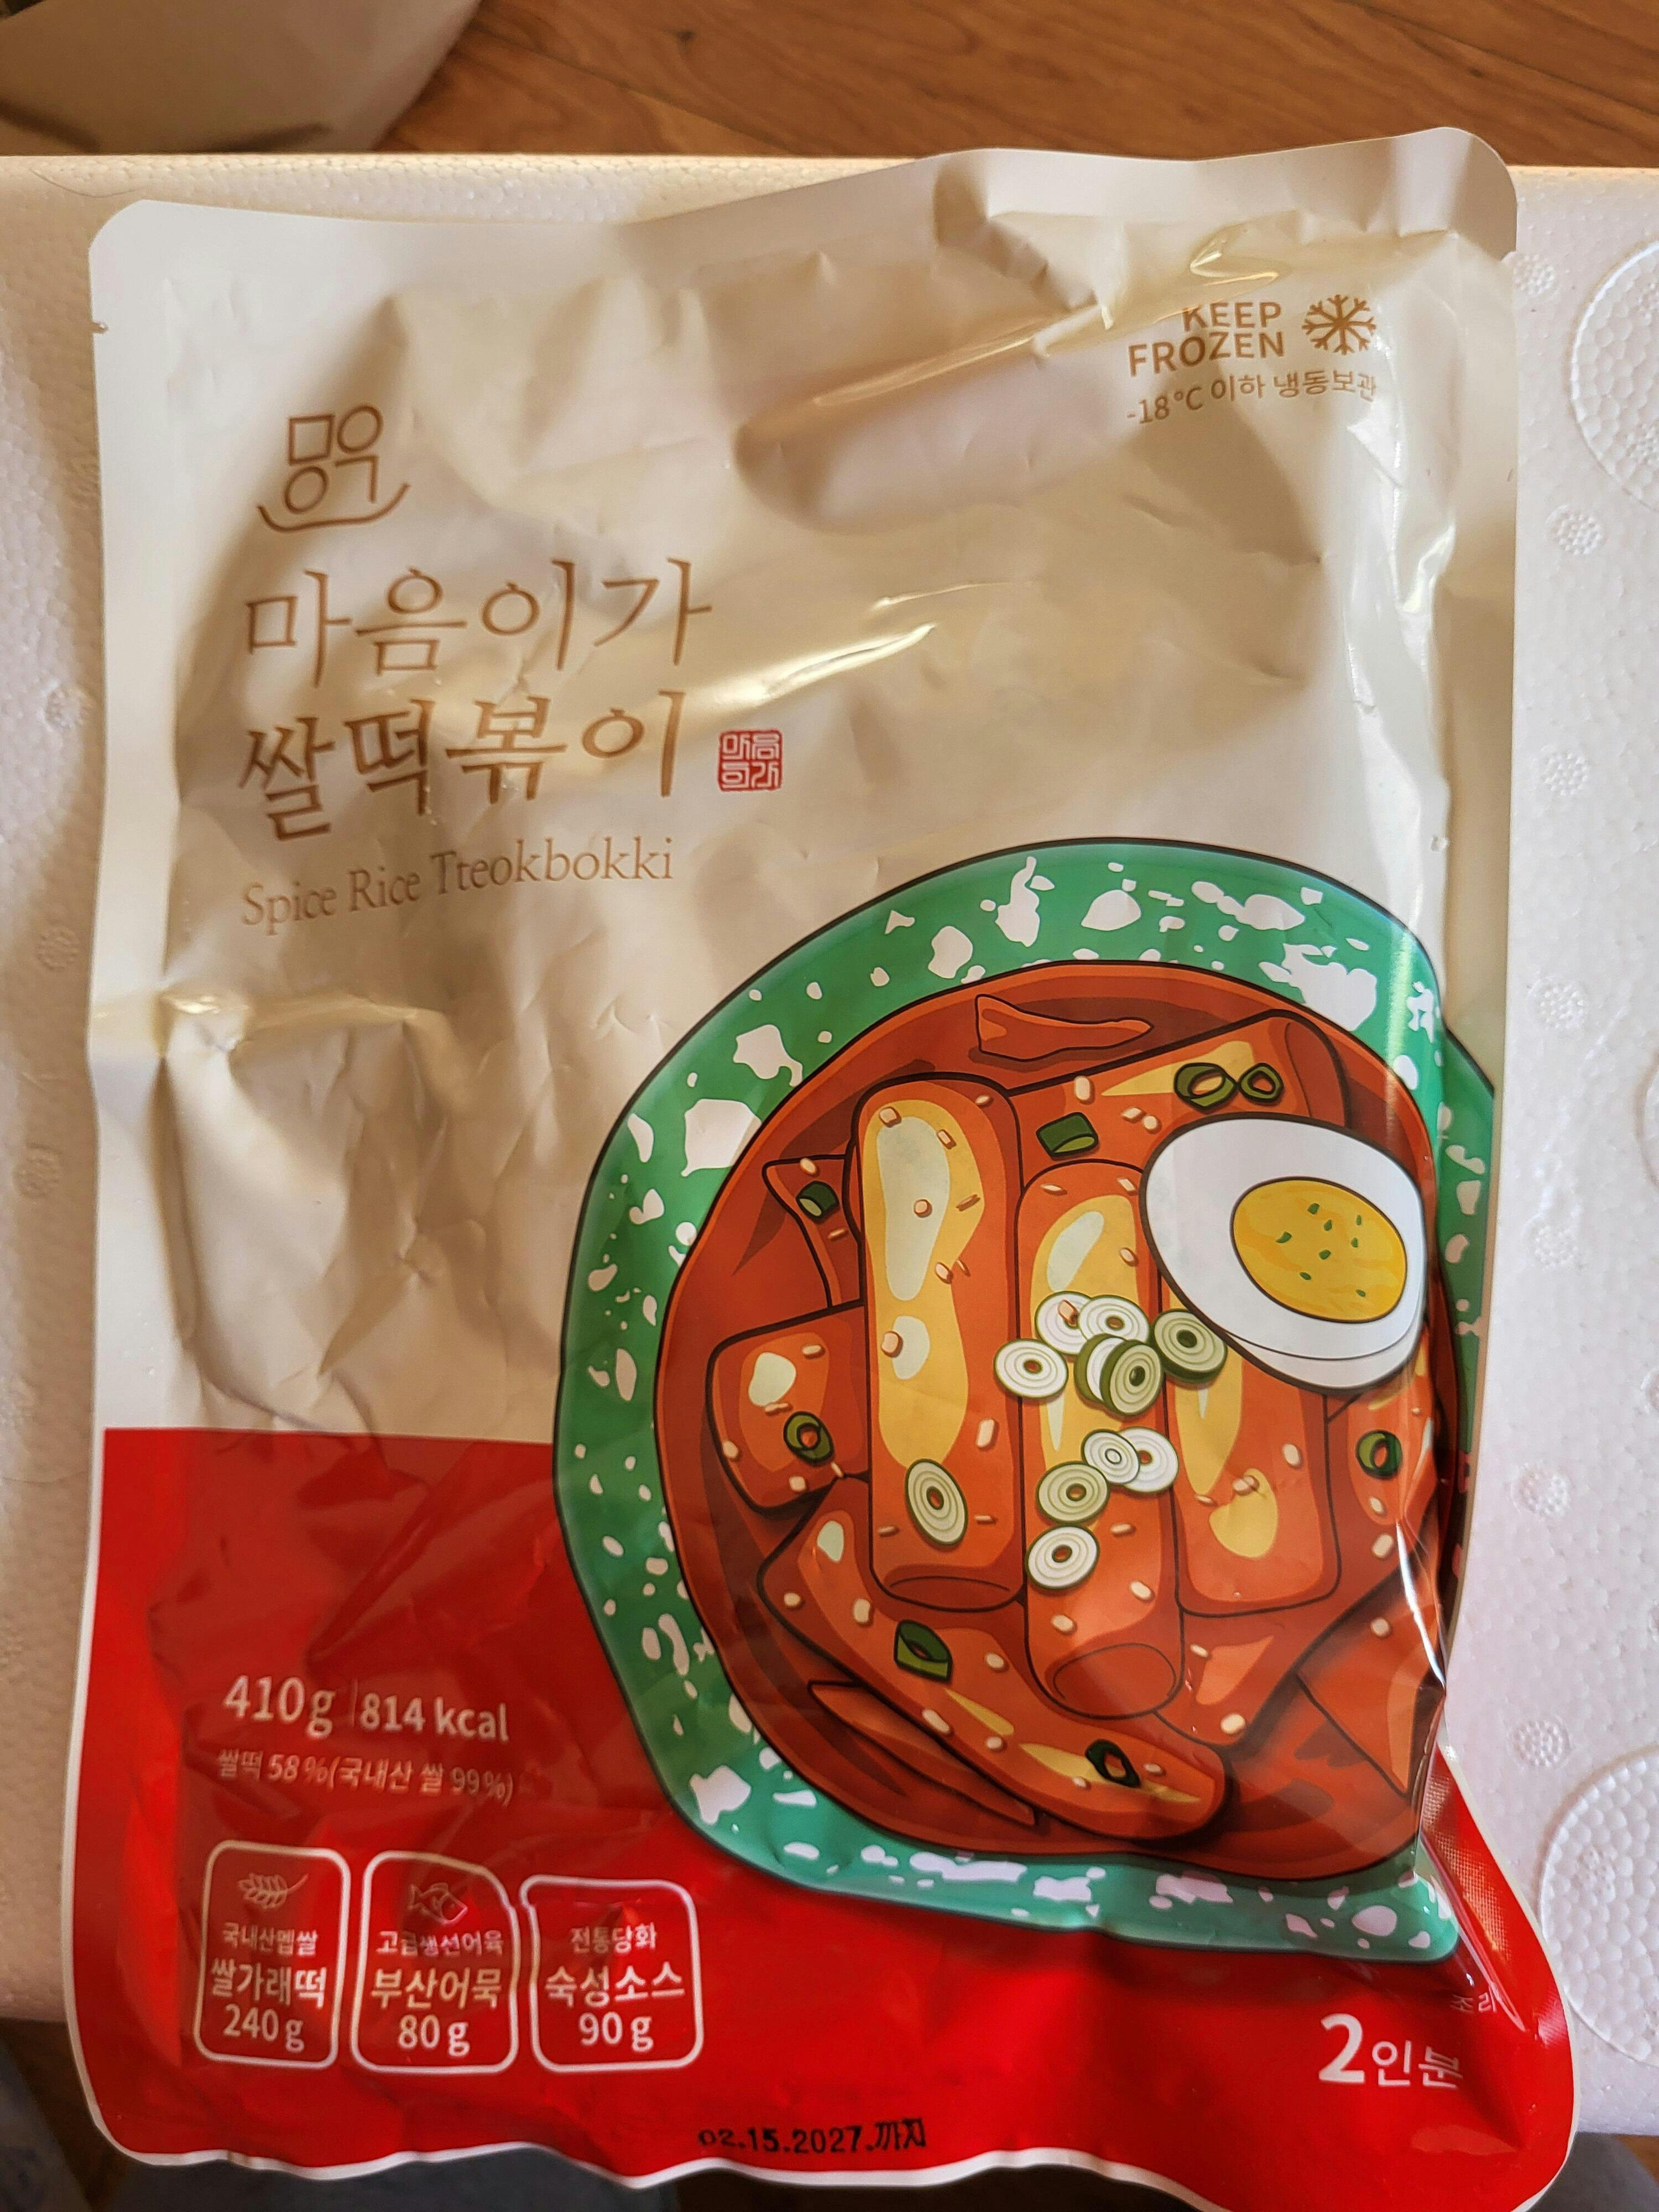 KEEP
FROZEN
-18℃ 이하 냉동보관
마음이가
쌀떡볶이
Spice Rice Tteokbokki
410g | 814 kcal
쌀떡 58%(국내산 쌀 99%)
국내산멥쌀
쌀가래떡
240g
고급생선어육
부산어묵
80g
전통당화
숙성소스
90g
2인분
02.15.2027.까지